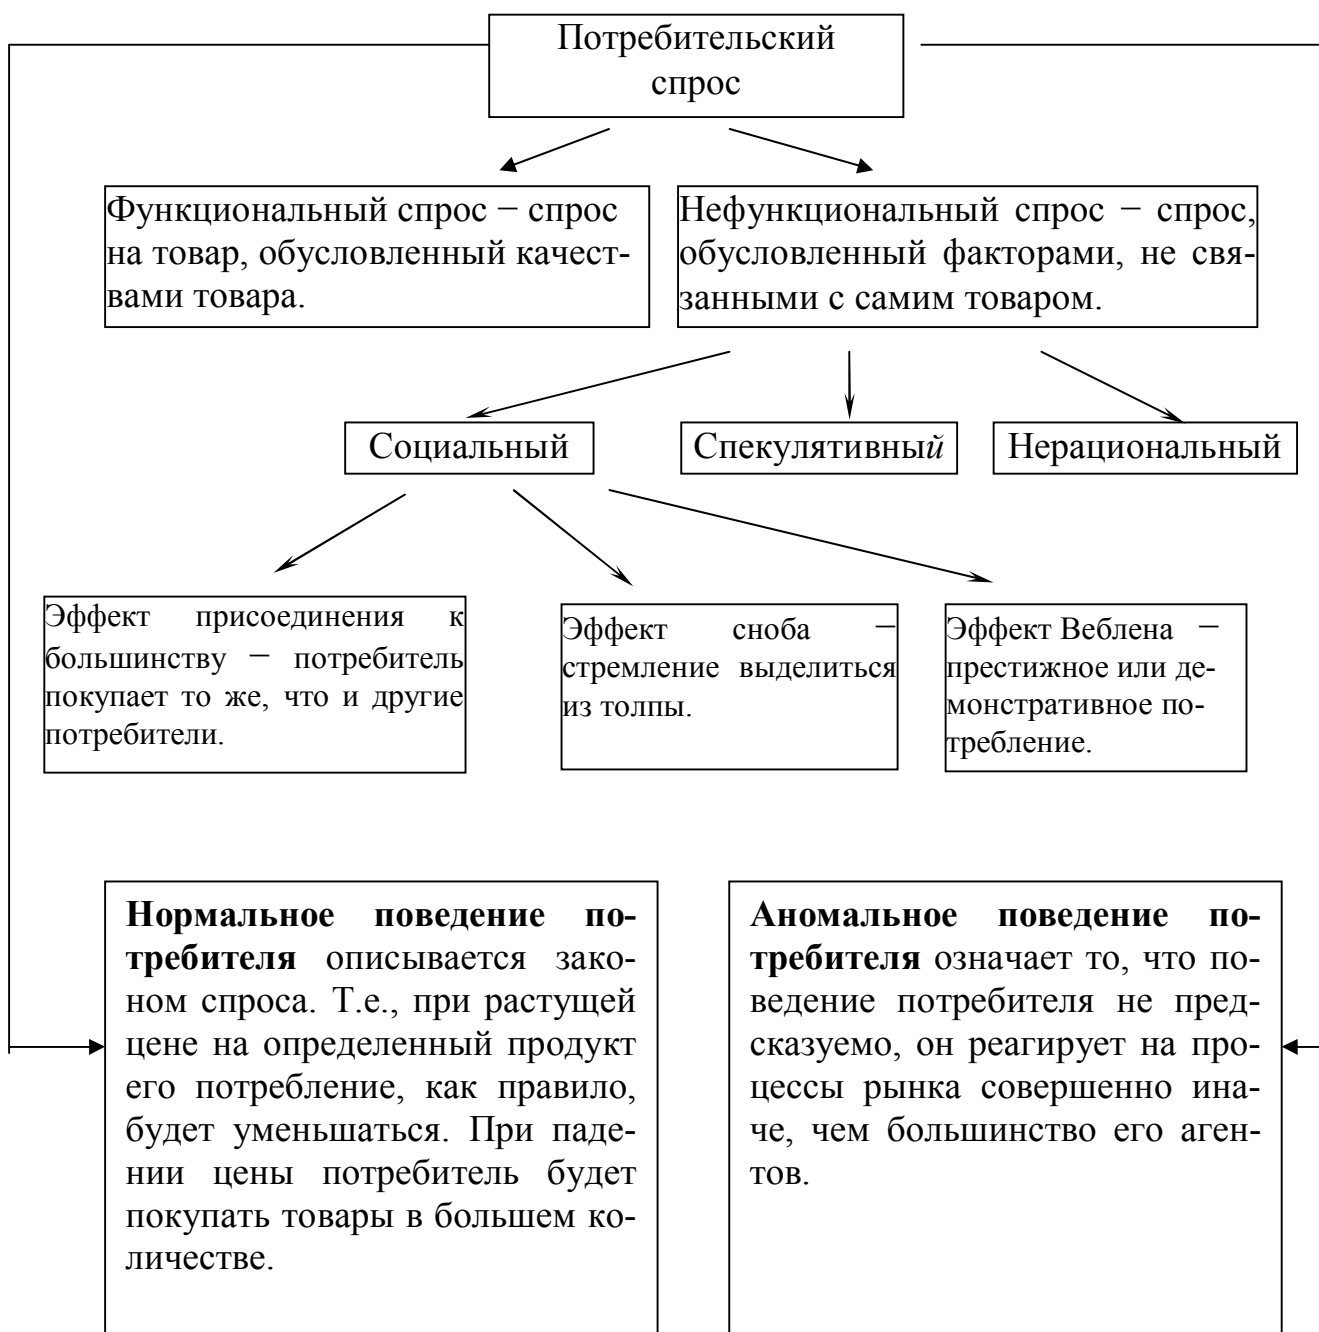 Потребительский
спрос
Функциональный спрос − спрос
на товар, обусловленный качест-
вами товара.
Нефункциональный спрос − спрос,
обусловленный факторами, не свя-
занными с самим товаром.
Социальный
Спекулятивный
Нерациональный
Эффект присоединения к
большинству − потребитель
покупает то же, что и другие
потребители.
Эффект сноба −
стремление выделиться
из толпы.
Эффект Веблена −
престижное или де-
монстративное по-
требление.
Нормальное поведение по-
требителя описывается зако-
ном спроса. Т.е., при растущей
цене на определенный продукт
его потребление, как правило,
будет уменьшаться. При паде-
нии цены потребитель будет
покупать товары в большем ко-
личестве.
Аномальное поведение по-
требителя означает то, что по-
ведение потребителя не пред-
сказуемо, он реагирует на про-
цессы рынка совершенно ина-
че, чем большинство его аген-
тов.